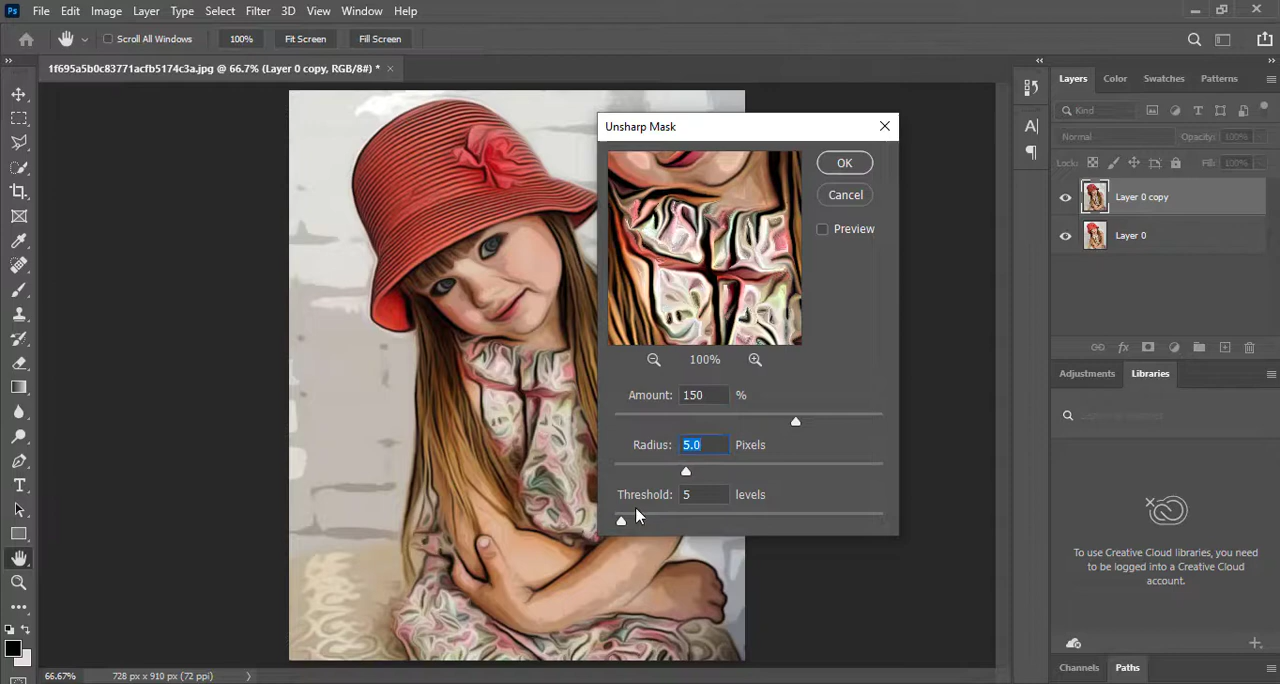 Ps File Edit Image Layer Type Select Filter 3D View Window Help
Scroll All Windows 100% Fit Screen Fill Screen
1f695a5b0c83771acfb5174c3a.jpg @ 66.7% (Layer 0 copy, RGB/8#) * ×
Layers Color Swatches Patterns
Kind
Normal Opacity: 100%
Lock: Fill: 100%
Layer 0 copy
Layer 0
Adjustments Libraries
To use Creative Cloud libraries, you need
to be logged into a Creative Cloud
account.
Channels Paths
Unsharp Mask
OK
Cancel
Preview
100%
Amount: 150 %
Radius: 5.0 Pixels
Threshold: 5 levels
66.67% 728 px x 910 px (72 ppi)